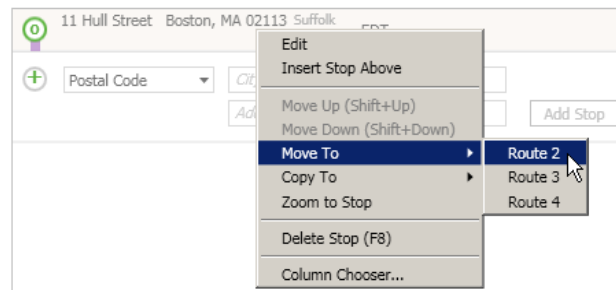 O 11 Hull Street Boston, MA 02113 Suffolk EDT
Edit
Insert Stop Above
Postal Code
Add Stop
Move Up (Shift+Up)
Move Down (Shift+Down)
Move To Route 2
Copy To Route 3
Zoom to Stop Route 4
Delete Stop (F8)
Column Chooser...